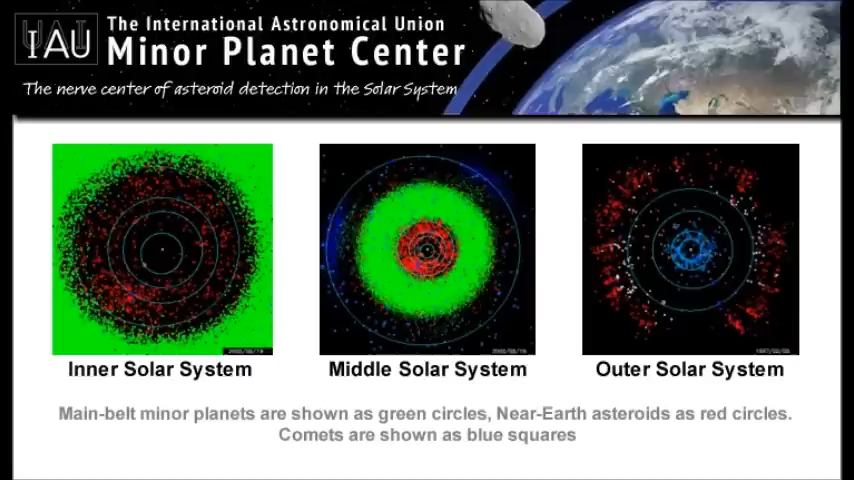 IAU
The International Astronomical Union
Minor Planet Center
The nerve center of asteroid detection in the Solar System
Inner Solar System
Middle Solar System
Outer Solar System
Main-belt minor planets are shown as green circles, Near-Earth asteroids as red circles.
Comets are shown as blue squares